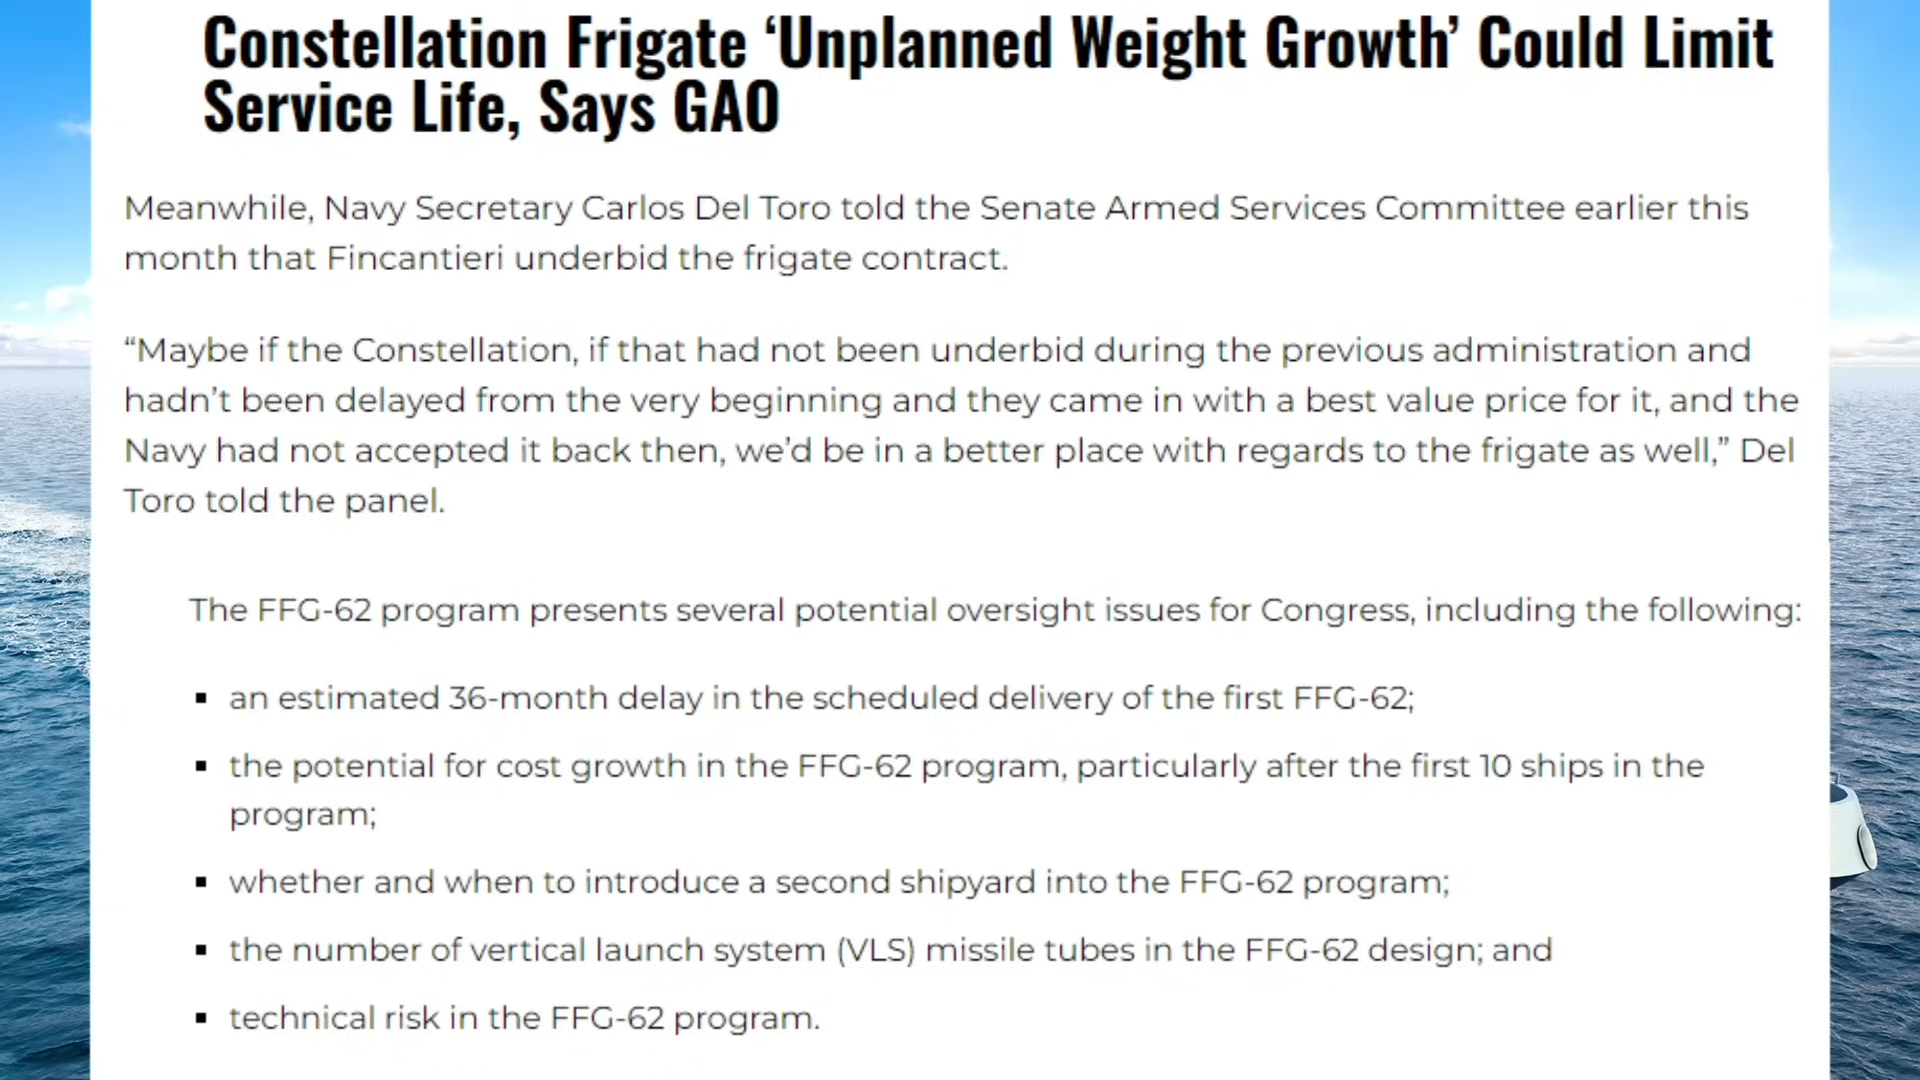 Constellation Frigate ‘Unplanned Weight Growth’ Could Limit
Service Life, Says GAO
Meanwhile, Navy Secretary Carlos Del Toro told the Senate Armed Services Committee earlier this
month that Fincantieri underbid the frigate contract.
“Maybe if the Constellation, if that had not been underbid during the previous administration and
hadn’t been delayed from the very beginning and they came in with a best value price for it, and the
Navy had not accepted it back then, we’d be in a better place with regards to the frigate as well,” Del
Toro told the panel.
The FFG-62 program presents several potential oversight issues for Congress, including the following:
▪ an estimated 36-month delay in the scheduled delivery of the first FFG-62;
▪ the potential for cost growth in the FFG-62 program, particularly after the first 10 ships in the
program;
▪ whether and when to introduce a second shipyard into the FFG-62 program;
▪ the number of vertical launch system (VLS) missile tubes in the FFG-62 design; and
▪ technical risk in the FFG-62 program.